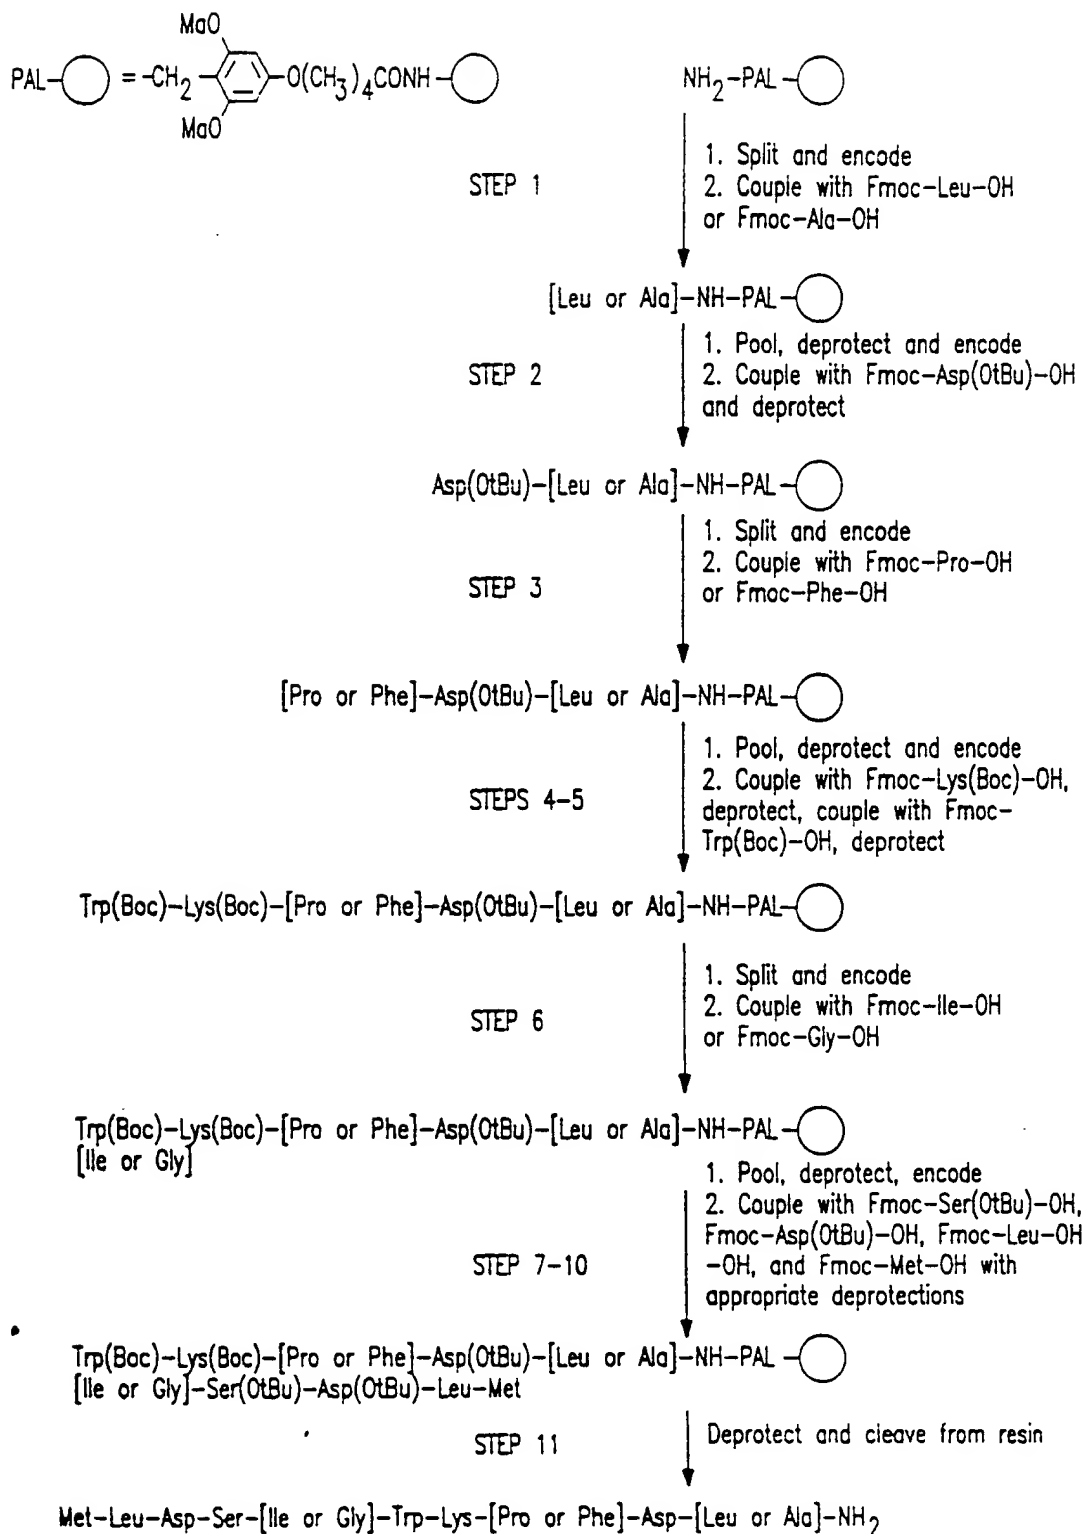 MaO
PAL- =-CH2 -O(CH3)4CONH-
MaO
NH2-PAL-
STEP 1
1. Split and encode
2. Couple with Fmoc-Leu-OH
or Fmoc-Ala-OH
[Leu or Ala]-NH-PAL-
STEP 2
1. Pool, deprotect and encode
2. Couple with Fmoc-Asp(OtBu)-OH
and deprotect
Asp(OtBu)-[Leu or Ala]-NH-PAL-
STEP 3
1. Split and encode
2. Couple with Fmoc-Pro-OH
or Fmoc-Phe-OH
[Pro or Phe]-Asp(OtBu)-[Leu or Ala]-NH-PAL-
STEPS 4-5
1. Pool, deprotect and encode
2. Couple with Fmoc-Lys(Boc)-OH,
deprotect, couple with Fmoc-
Trp(Boc)-OH, deprotect
Trp(Boc)-Lys(Boc)-[Pro or Phe]-Asp(OtBu)-[Leu or Ala]-NH-PAL-
STEP 6
1. Split and encode
2. Couple with Fmoc-Ile-OH
or Fmoc-Gly-OH
Trp(Boc)-Lys(Boc)-[Pro or Phe]-Asp(OtBu)-[Leu or Ala]-NH-PAL-
[Ile or Gly]
STEP 7-10
1. Pool, deprotect, encode
2. Couple with Fmoc-Ser(OtBu)-OH,
Fmoc-Asp(OtBu)-OH, Fmoc-Leu-OH
-OH, and Fmoc-Met-OH with
appropriate deprotections
Trp(Boc)-Lys(Boc)-[Pro or Phe]-Asp(OtBu)-[Leu or Ala]-NH-PAL-
[Ile or Gly]-Ser(OtBu)-Asp(OtBu)-Leu-Met
STEP 11
Deprotect and cleave from resin
Met-Leu-Asp-Ser-[Ile or Gly]-Trp-Lys-[Pro or Phe]-Asp-[Leu or Ala]-NH2